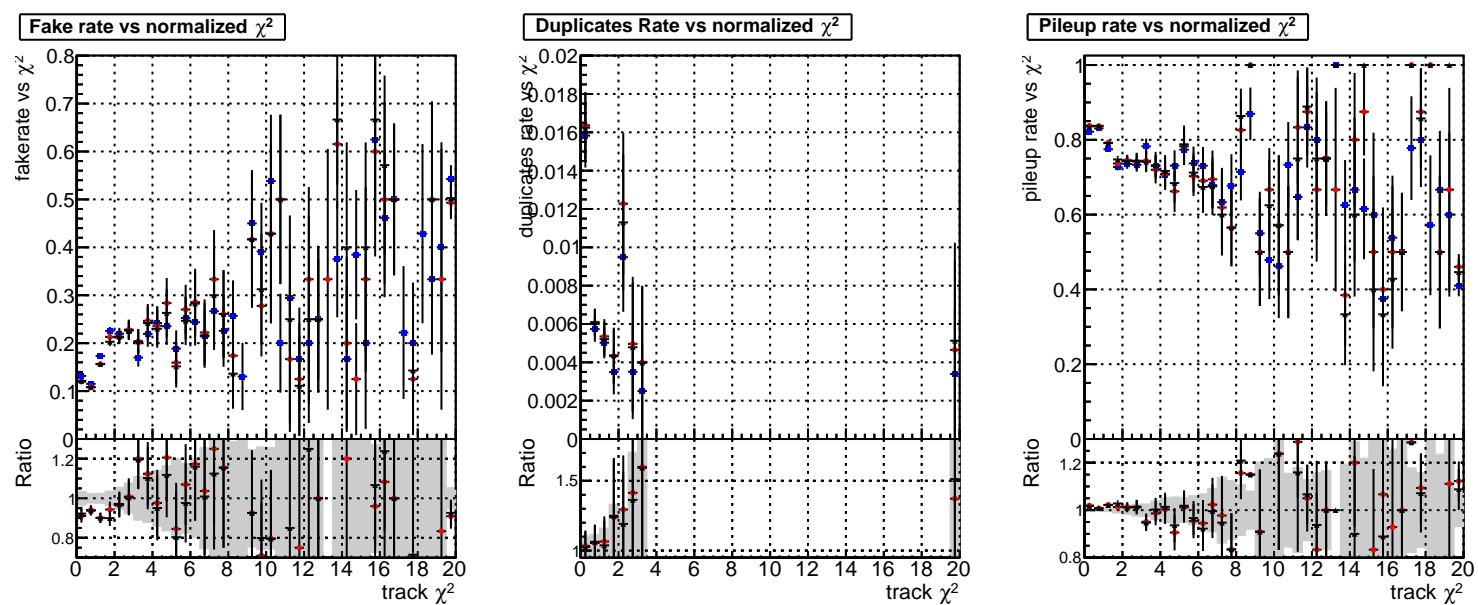 Fake rate vs normalized χ²
fakerate vs χ²
0.8
0.7
0.6
0.5
0.4
0.3
0.2
0.1
0
Ratio
1.2
1
0.8
0 2 4 6 8 10 12 14 16 18 20
track χ²
Duplicates Rate vs normalized χ²
duplicates rate vs χ²
0.02
0.018
0.016
0.014
0.012
0.01
0.008
0.006
0.004
0.002
0
Ratio
1.5
1
0 2 4 6 8 10 12 14 16 18 20
track χ²
Pileup rate vs normalized χ²
pileup rate vs χ²
1
0.8
0.6
0.4
0.2
0
Ratio
1.2
1
0.8
0 2 4 6 8 10 12 14 16 18 20
track χ²